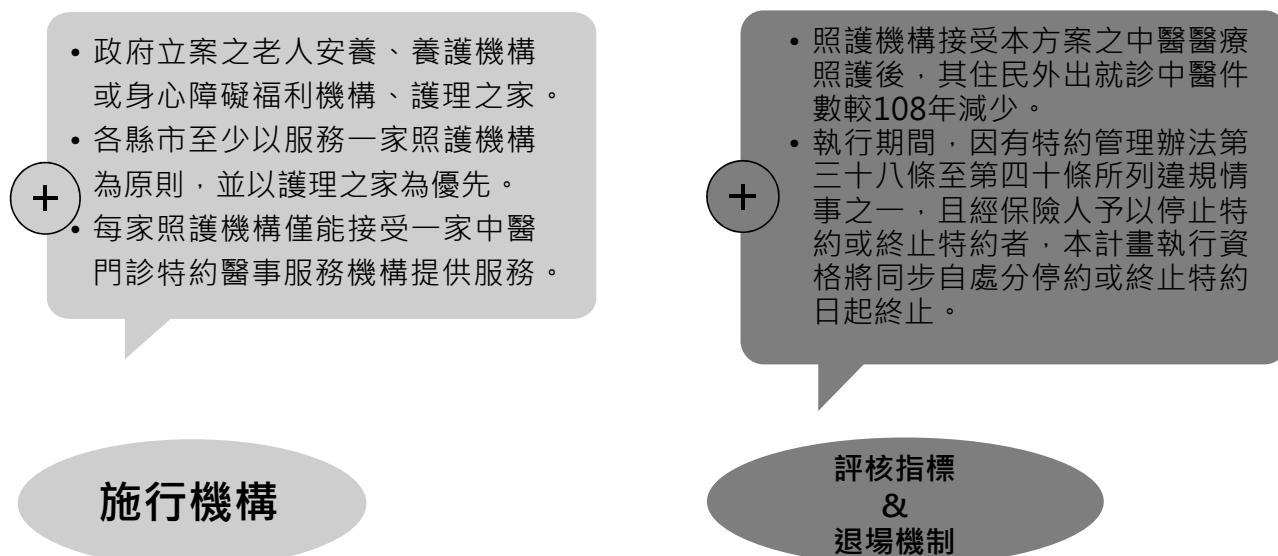 • 政府立案之老人安養、養護機構
或身心障礙福利機構、護理之家。
• 各縣市至少以服務一家照護機構
為原則，並以護理之家為優先。
• 每家照護機構僅能接受一家中醫
門診特約醫事服務機構提供服務。
+
施行機構
• 照護機構接受本方案之中醫醫療
照護後，其住民外出就診中醫件
數較108年減少。
• 執行期間，因有特約管理辦法第
三十八條至第四十條所列違規情
事之一，且經保險人予以停止特
約或終止特約者，本計畫執行資
格將同步自處分停約或終止特約
日起終止。
+
評核指標
&
退場機制